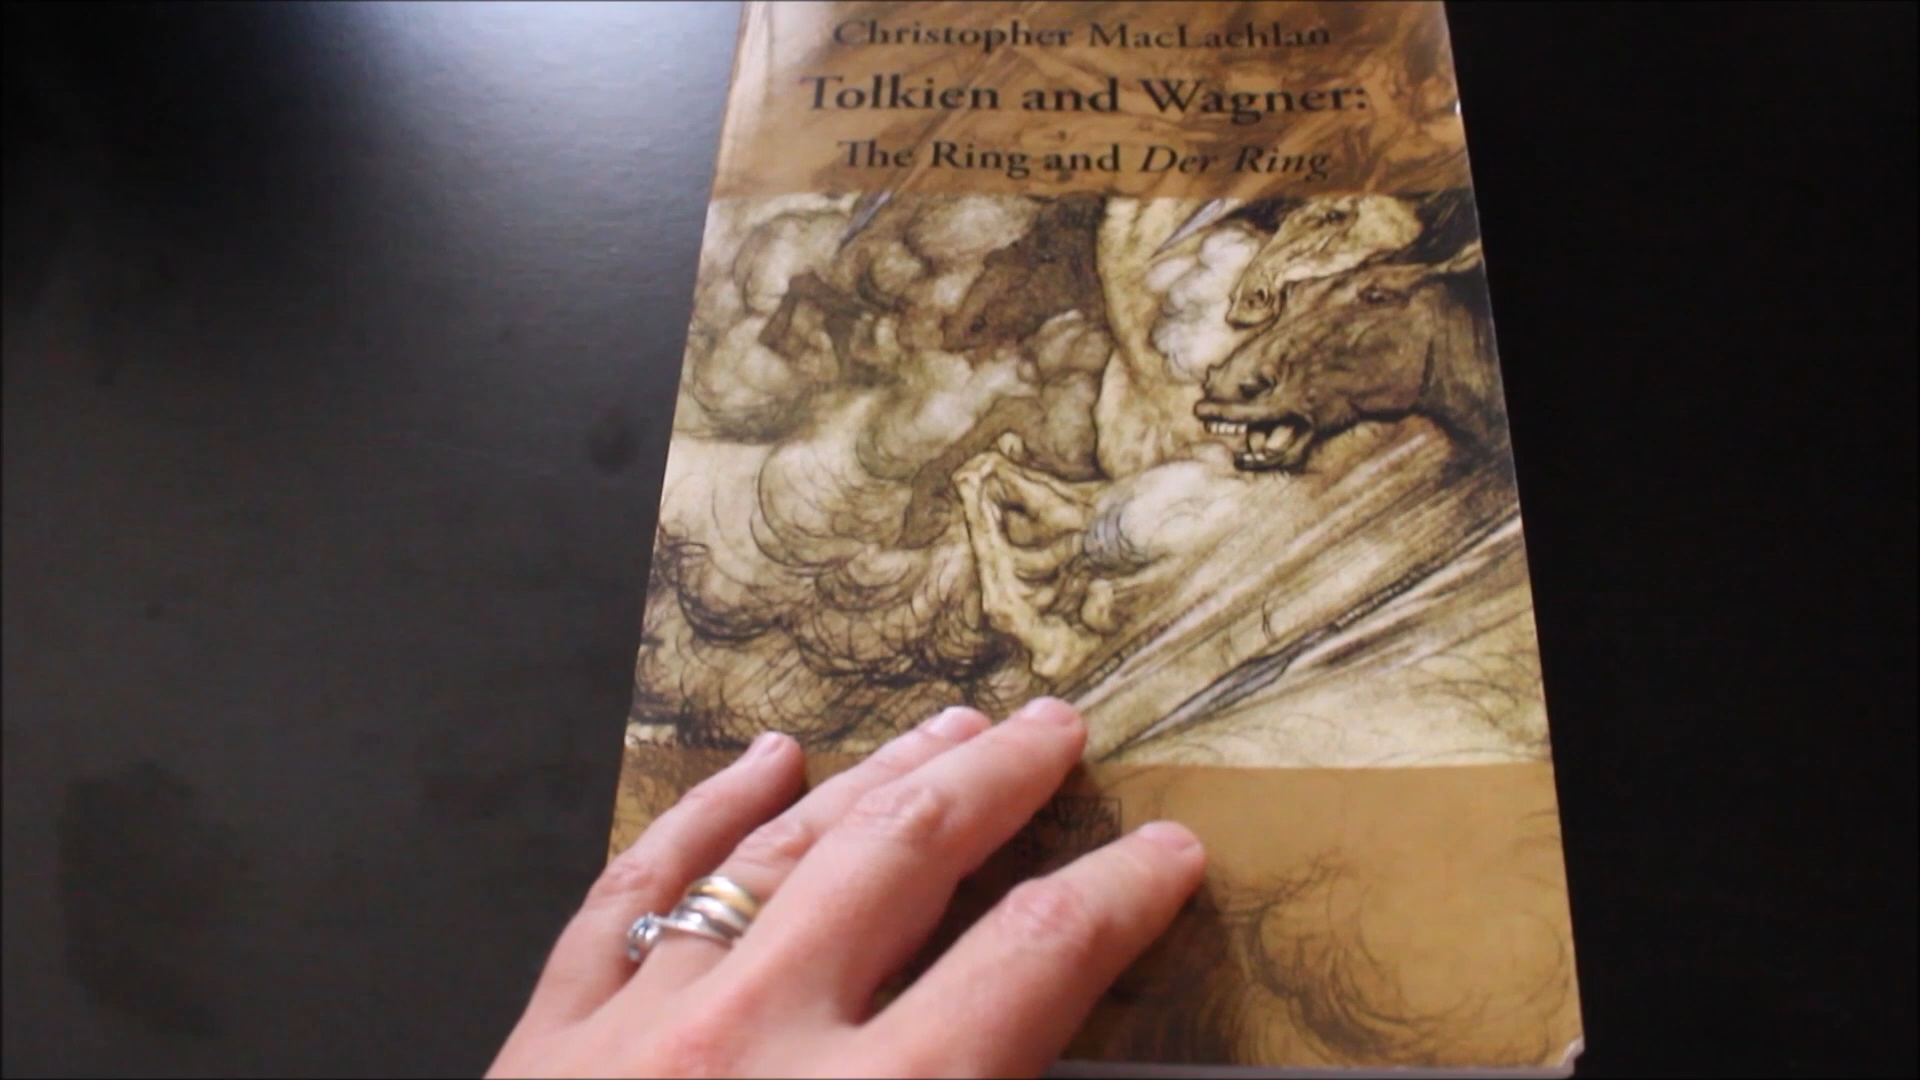 Christopher MacLachlan
Tolkien and Wagner:
The Ring and Der Ring